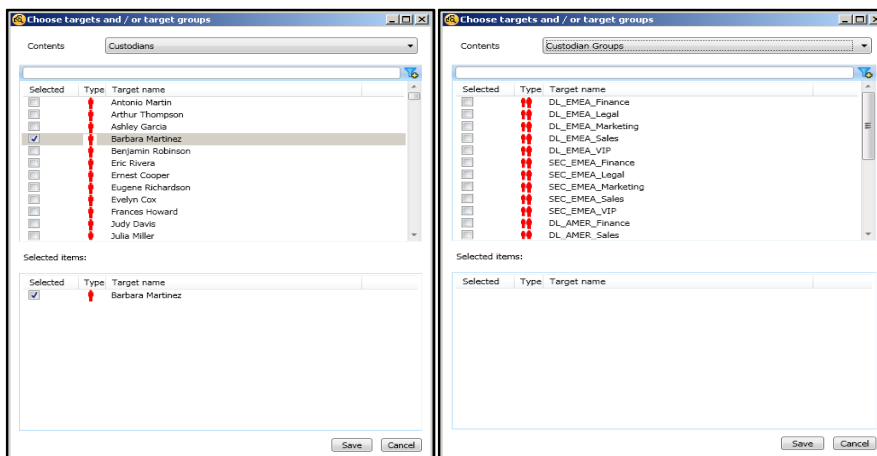 Choose targets and / or target groups
Contents Custodians
Selected Type Target name
Antonio Martin
Arthur Thompson
Ashley Garcia
Barbara Martinez
Benjamin Robinson
Eric Rivera
Ernest Cooper
Eugene Richardson
Evelyn Cox
Frances Howard
Judy Davis
Julia Miller
Selected items:
Selected Type Target name
Barbara Martinez
Save Cancel
Choose targets and / or target groups
Contents Custodian Groups
Selected Type Target name
DL_EMEA_Finance
DL_EMEA_Legal
DL_EMEA_Marketing
DL_EMEA_Sales
DL_EMEA_VIP
SEC_EMEA_Finance
SEC_EMEA_Legal
SEC_EMEA_Marketing
SEC_EMEA_Sales
SEC_EMEA_VIP
DL_AMER_Finance
DL_AMER_Sales
Selected items:
Selected Type Target name
Save Cancel